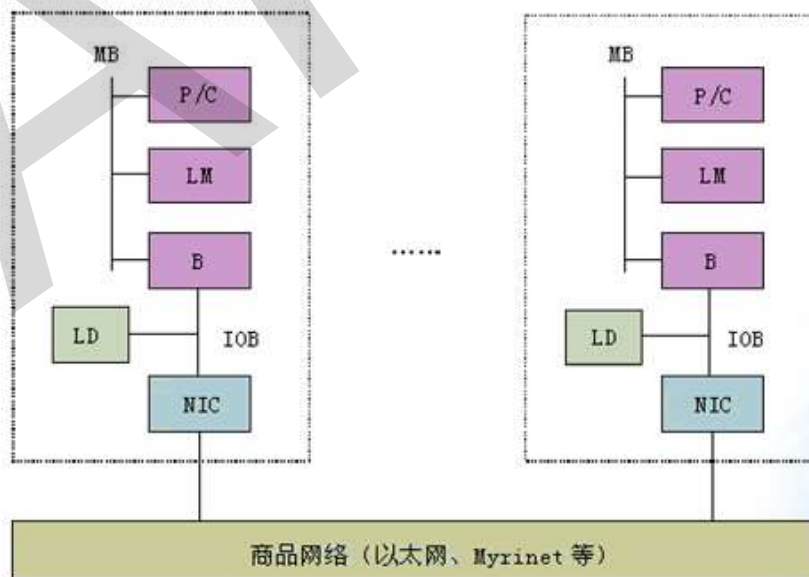 MB
P/C
LM
B
LD
IOB
NIC
……
MB
P/C
LM
B
LD
IOB
NIC
商品网络（以太网、Myrinet 等）